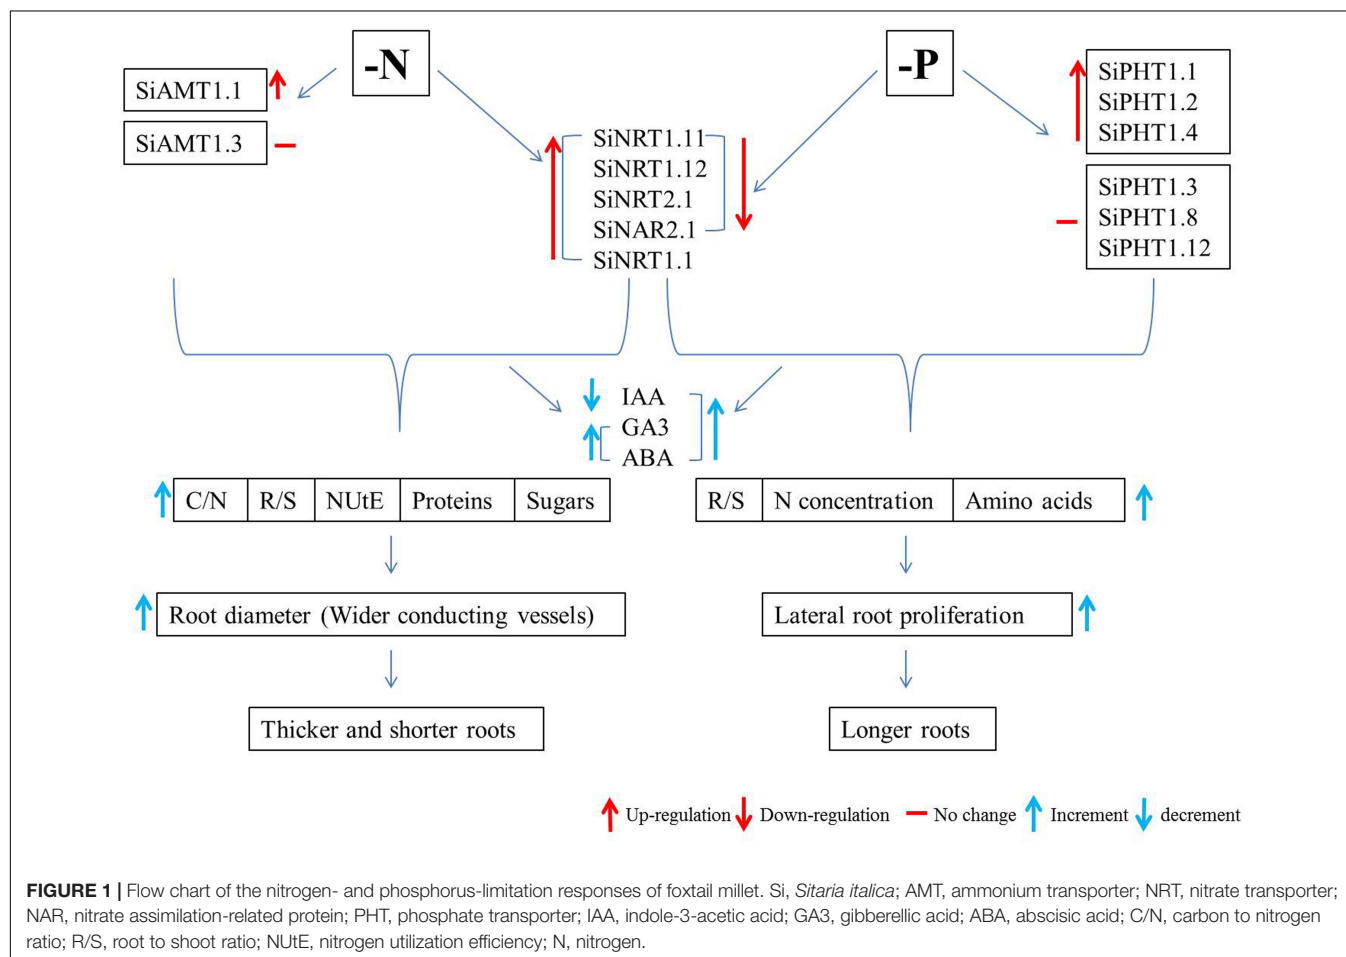 -N
-P
SiAMT1.1
SiAMT1.3
SiNRT1.11
SiNRT1.12
SiNRT2.1
SiNAR2.1
SiNRT1.1
SiPHT1.1
SiPHT1.2
SiPHT1.4
SiPHT1.3
SiPHT1.8
SiPHT1.12
IAA
GA3
ABA
C/N R/S NUtE Proteins Sugars
R/S N concentration Amino acids
Root diameter (Wider conducting vessels)
Lateral root proliferation
Thicker and shorter roots
Longer roots
Up-regulation Down-regulation No change Increment decrement
FIGURE 1 | Flow chart of the nitrogen- and phosphorus-limitation responses of foxtail millet. Si, Sitaria italica; AMT, ammonium transporter; NRT, nitrate transporter;
NAR, nitrate assimilation-related protein; PHT, phosphate transporter; IAA, indole-3-acetic acid; GA3, gibberellic acid; ABA, abscisic acid; C/N, carbon to nitrogen
ratio; R/S, root to shoot ratio; NUtE, nitrogen utilization efficiency; N, nitrogen.